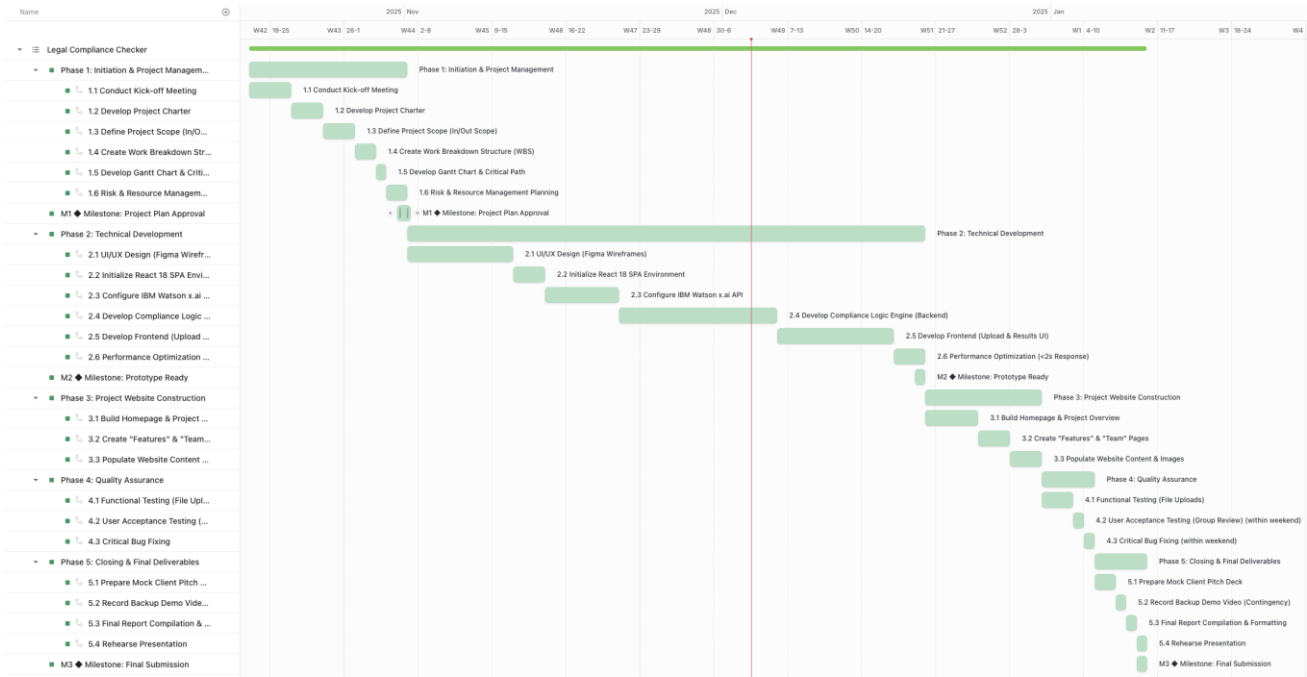 Name
2025 Nov 2025 Dec 2025 Jan
W42 19-25 W43 26-1 W44 2-8 W45 9-15 W46 16-22 W47 23-29 W48 30-6 W49 7-13 W50 14-20 W51 21-27 W52 28-3 W1 4-10 W2 11-17 W3 18-24 W4
Legal Compliance Checker
Phase 1: Initiation & Project Managem... Phase 1: Initiation & Project Management
1.1 Conduct Kick-off Meeting 1.1 Conduct Kick-off Meeting
1.2 Develop Project Charter 1.2 Develop Project Charter
1.3 Define Project Scope (In/O... 1.3 Define Project Scope (In/Out Scope)
1.4 Create Work Breakdown Str... 1.4 Create Work Breakdown Structure (WBS)
1.5 Develop Gantt Chart & Criti... 1.5 Develop Gantt Chart & Critical Path
1.6 Risk & Resource Managem... 1.6 Risk & Resource Management Planning
M1 ◆ Milestone: Project Plan Approval M1 ◆ Milestone: Project Plan Approval
Phase 2: Technical Development Phase 2: Technical Development
2.1 UI/UX Design (Figma Wirefr... 2.1 UI/UX Design (Figma Wireframes)
2.2 Initialize React 18 SPA Envi... 2.2 Initialize React 18 SPA Environment
2.3 Configure IBM Watson x.ai ... 2.3 Configure IBM Watson x.ai API
2.4 Develop Compliance Logic ... 2.4 Develop Compliance Logic Engine (Backend)
2.5 Develop Frontend (Upload ... 2.5 Develop Frontend (Upload & Results UI)
2.6 Performance Optimization ... 2.6 Performance Optimization (<2s Response)
M2 ◆ Milestone: Prototype Ready M2 ◆ Milestone: Prototype Ready
Phase 3: Project Website Construction Phase 3: Project Website Construction
3.1 Build Homepage & Project ... 3.1 Build Homepage & Project Overview
3.2 Create "Features" & "Team... 3.2 Create "Features" & "Team" Pages
3.3 Populate Website Content ... 3.3 Populate Website Content & Images
Phase 4: Quality Assurance Phase 4: Quality Assurance
4.1 Functional Testing (File Upl... 4.1 Functional Testing (File Uploads)
4.2 User Acceptance Testing (... 4.2 User Acceptance Testing (Group Review) (within weekend)
4.3 Critical Bug Fixing 4.3 Critical Bug Fixing (within weekend)
Phase 5: Closing & Final Deliverables Phase 5: Closing & Final Deliverables
5.1 Prepare Mock Client Pitch ... 5.1 Prepare Mock Client Pitch Deck
5.2 Record Backup Demo Vide... 5.2 Record Backup Demo Video (Contingency)
5.3 Final Report Compilation & ... 5.3 Final Report Compilation & Formatting
5.4 Rehearse Presentation 5.4 Rehearse Presentation
M3 ◆ Milestone: Final Submission M3 ◆ Milestone: Final Submission